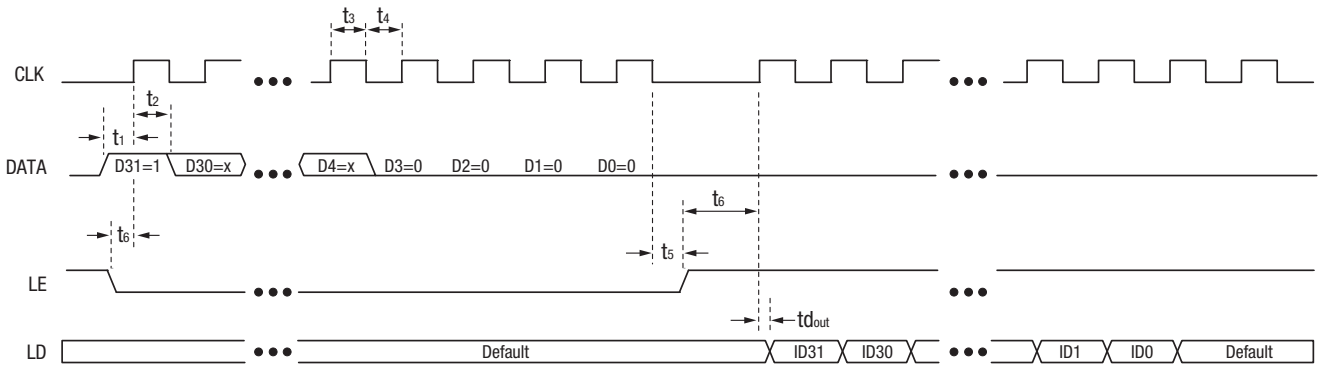 t3 t4
CLK
t2
t1
DATA D31=1 D30=x D4=x D3=0 D2=0 D1=0 D0=0
t6
t6 t5
LE
tdout
LD Default ID31 ID30 ID1 ID0 Default